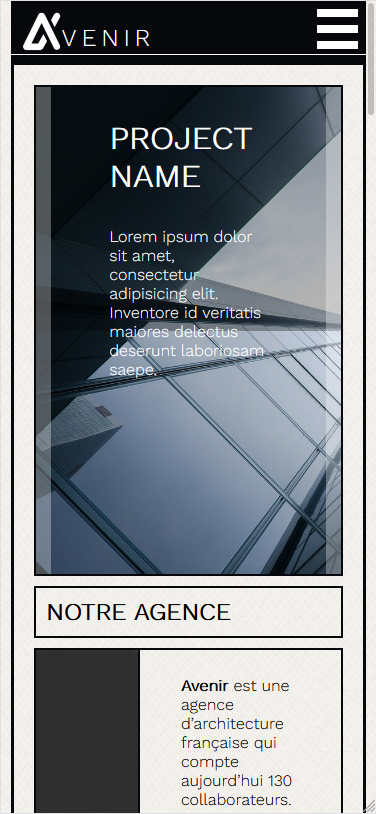 AVENIR
PROJECT
NAME
Lorem ipsum dolor
sit amet,
consectetur
adipisicing elit.
Inventore id veritatis
maiores delectus
deserunt laboriosam
saepe.
NOTRE AGENCE
Avenir est une
agence
d’architecture
française qui
compte
aujourd’hui 130
collaborateurs.